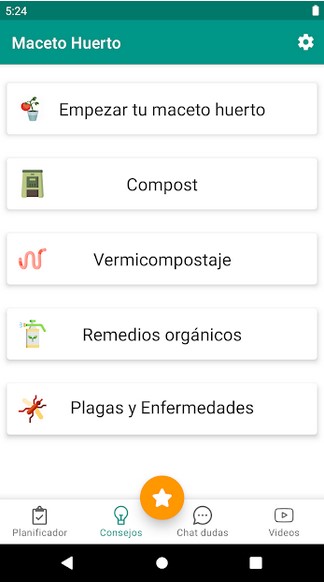 5:24
Maceto Huerto
Empezar tu maceto huerto
Compost
Vermicompostaje
Remedios orgánicos
Plagas y Enfermedades
Planificador Consejos Chat dudas Videos